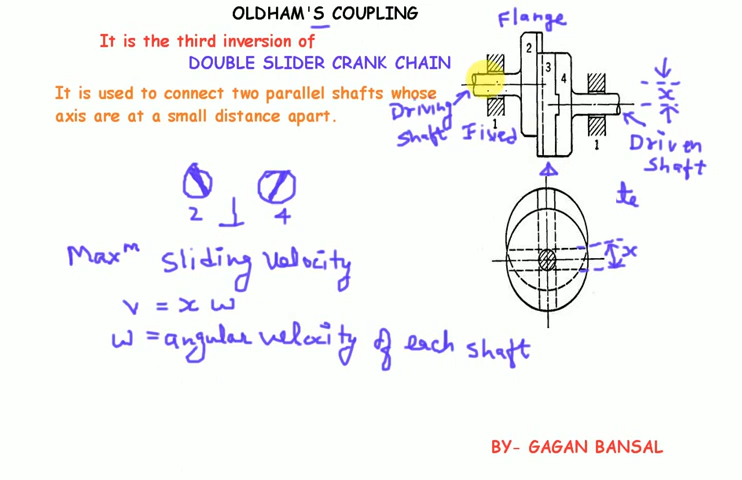 OLDHAM'S COUPLING
It is the third inversion of
DOUBLE SLIDER CRANK CHAIN
It is used to connect two parallel shafts whose
axis are at a small distance apart.
Flange
2
3
4
x
Driving
shaft
1
Fixed
1
Driven
shaft
te
2 ⊥ 4
x
Maxᵐ sliding velocity
v = x ω
ω = angular velocity of each shaft
BY- GAGAN BANSAL